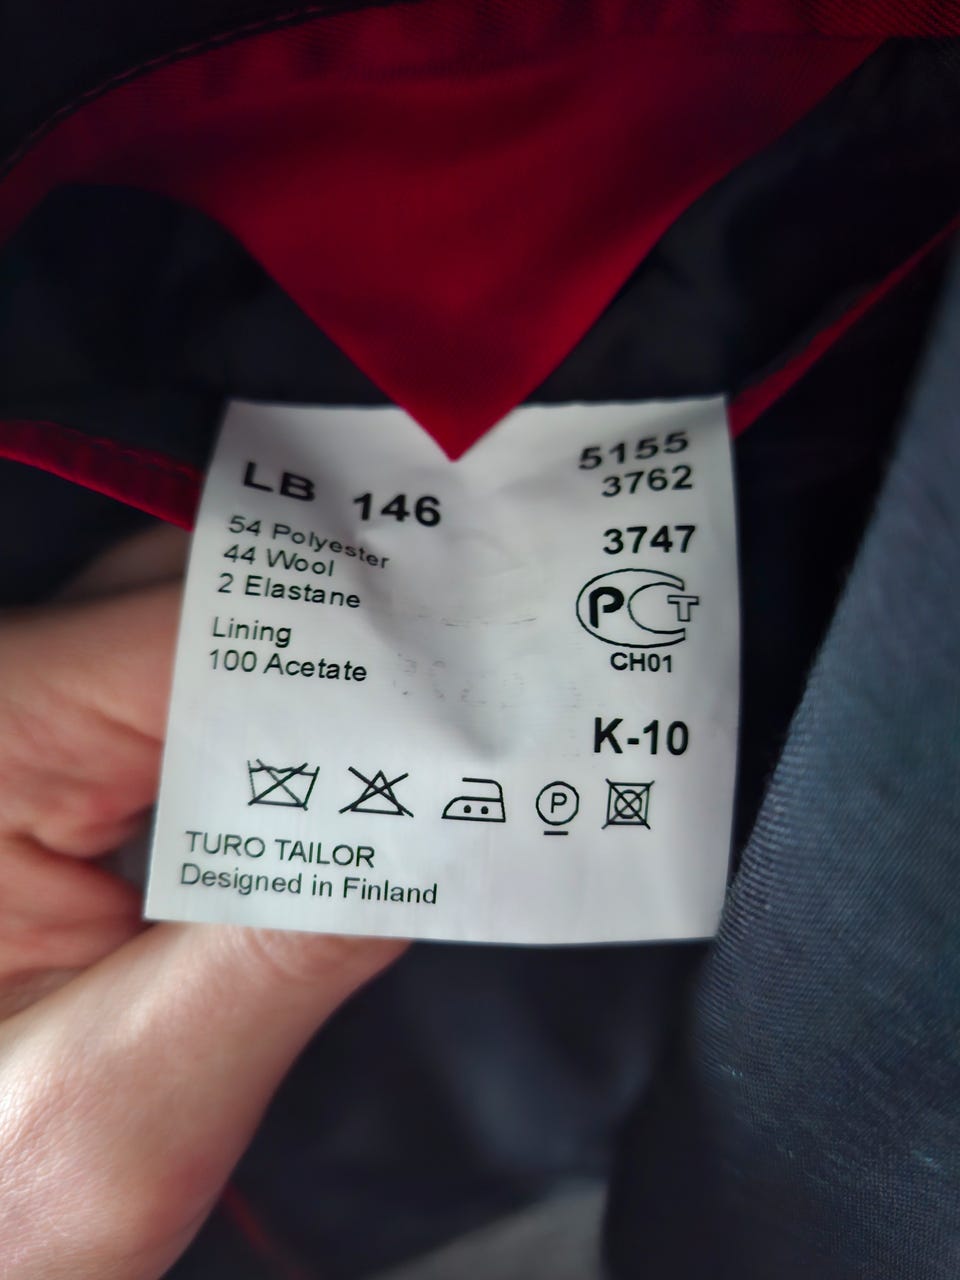 LB 146
5155
3762
3747
54 Polyester
44 Wool
2 Elastane
Lining
100 Acetate
PCT
CH01
K-10
P
TURO TAILOR
Designed in Finland